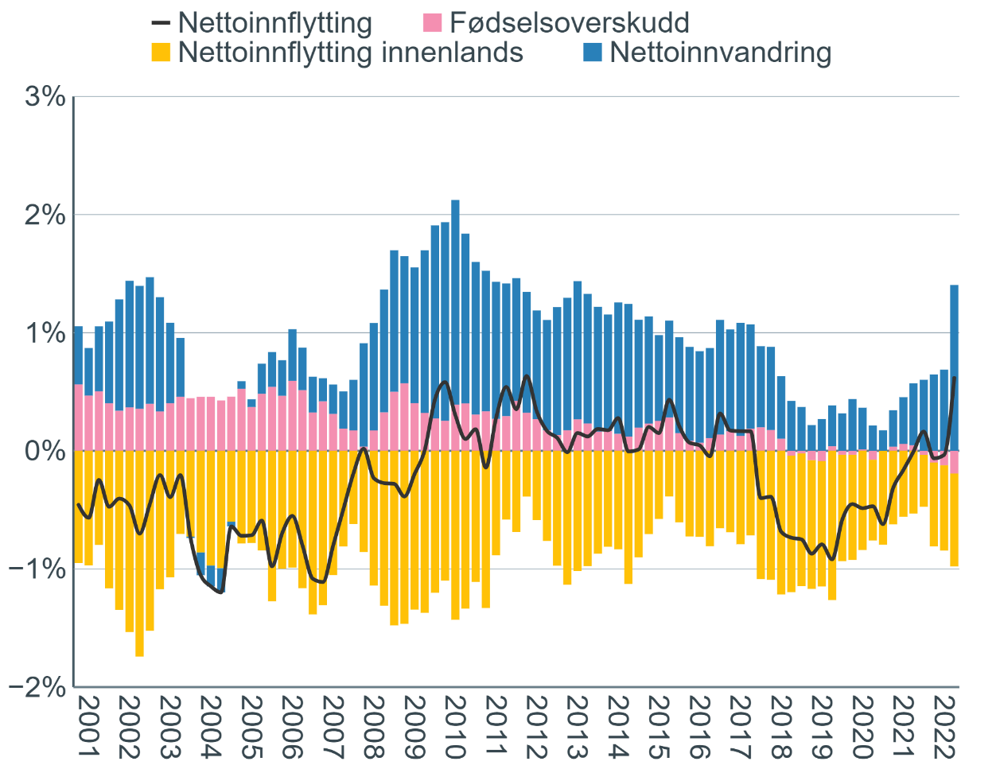 Nettoinnflytting Fødselsoverskudd
Nettoinnflytting innenlands Nettoinnvandring
3%
2%
1%
0%
−1%
−2%
2001 2002 2003 2004 2005 2006 2007 2008 2009 2010 2011 2012 2013 2014 2015 2016 2017 2018 2019 2020 2021 2022